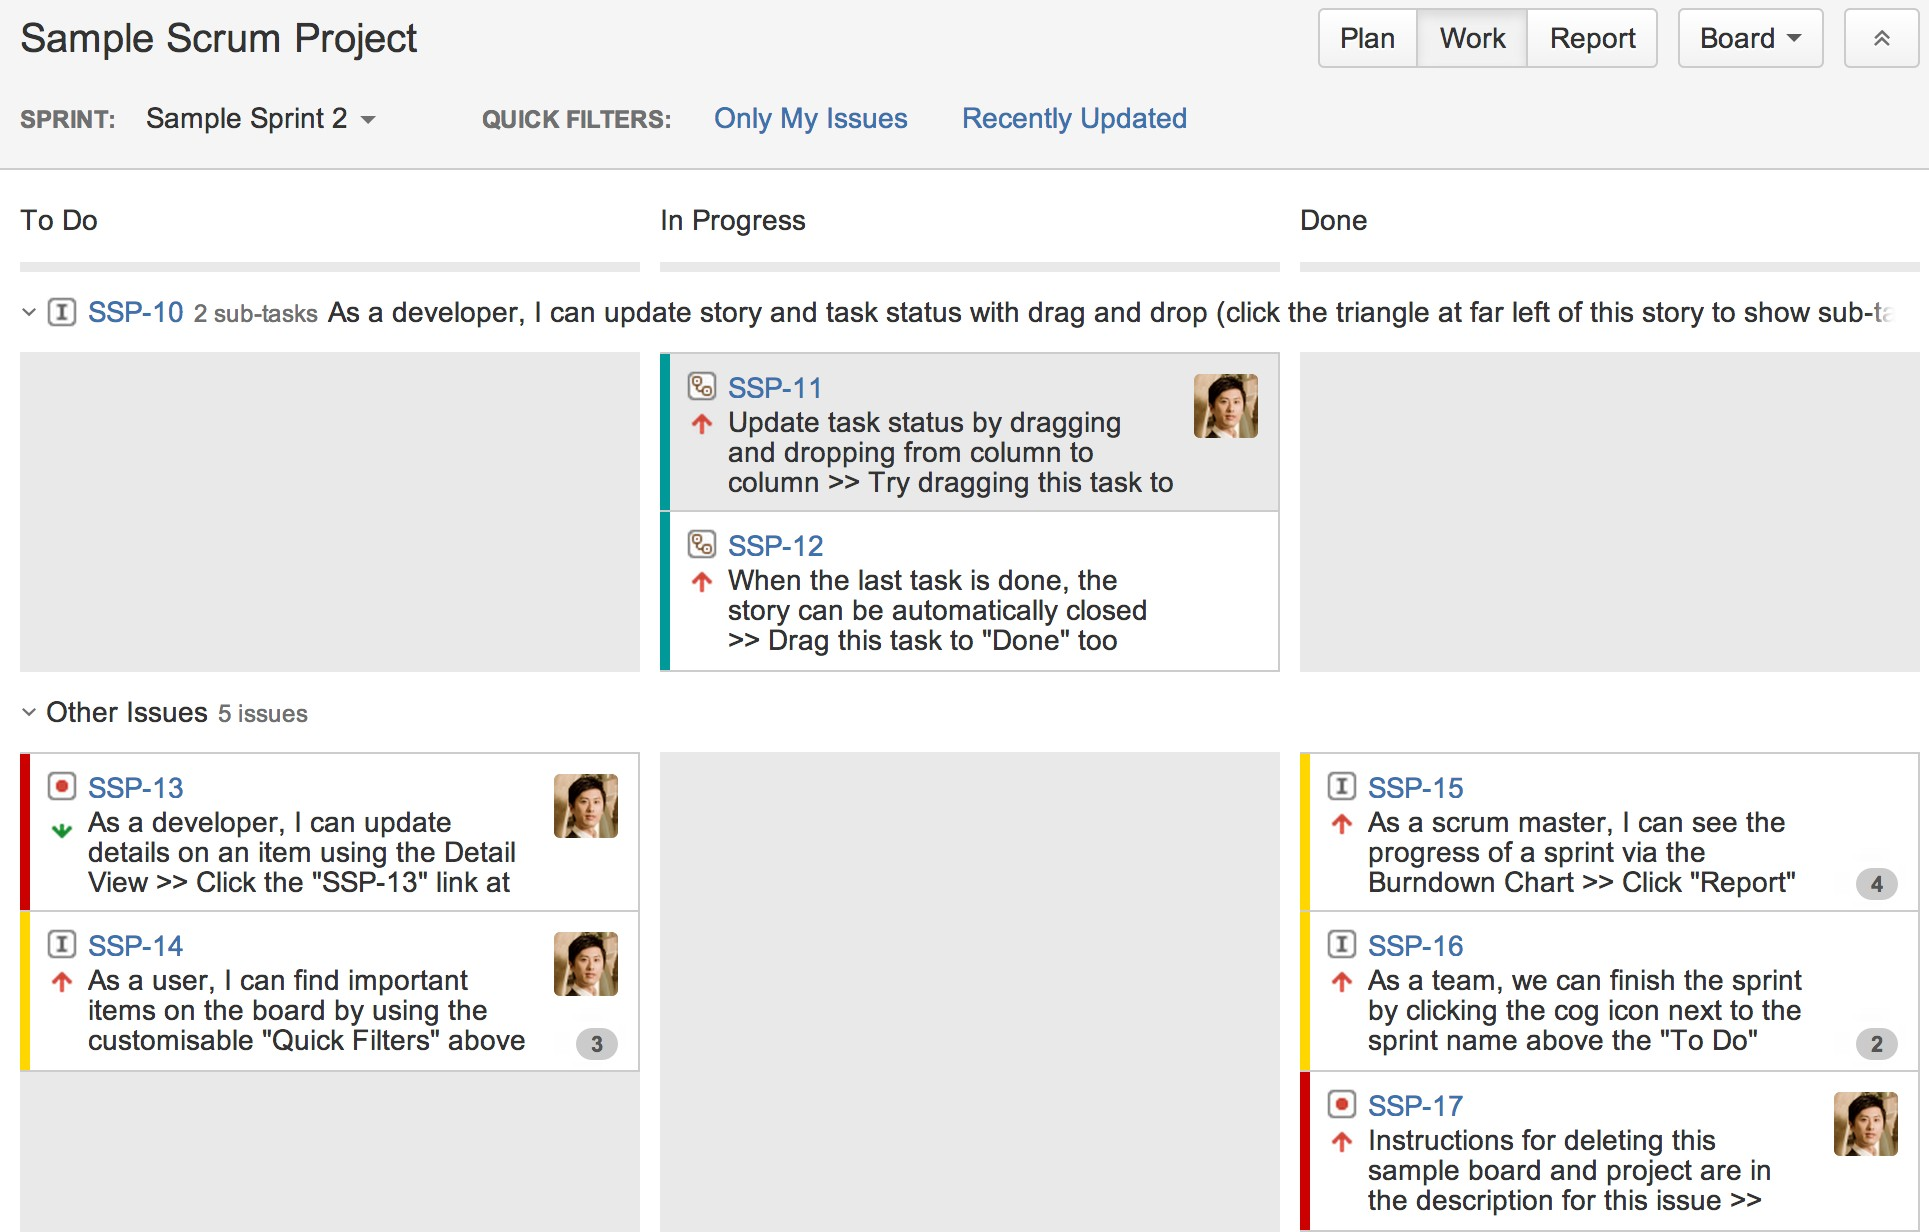 Sample Scrum Project
Plan Work Report Board
SPRINT: Sample Sprint 2 QUICK FILTERS: Only My Issues Recently Updated
To Do In Progress Done
SSP-10 2 sub-tasks As a developer, I can update story and task status with drag and drop (click the triangle at far left of this story to show sub-ta
SSP-11
Update task status by dragging
and dropping from column to
column >> Try dragging this task to
SSP-12
When the last task is done, the
story can be automatically closed
>> Drag this task to "Done" too
Other Issues 5 issues
SSP-13
As a developer, I can update
details on an item using the Detail
View >> Click the "SSP-13" link at
SSP-14
As a user, I can find important
items on the board by using the
customisable "Quick Filters" above
3
SSP-15
As a scrum master, I can see the
progress of a sprint via the
Burndown Chart >> Click "Report"
4
SSP-16
As a team, we can finish the sprint
by clicking the cog icon next to the
sprint name above the "To Do"
2
SSP-17
Instructions for deleting this
sample board and project are in
the description for this issue >>